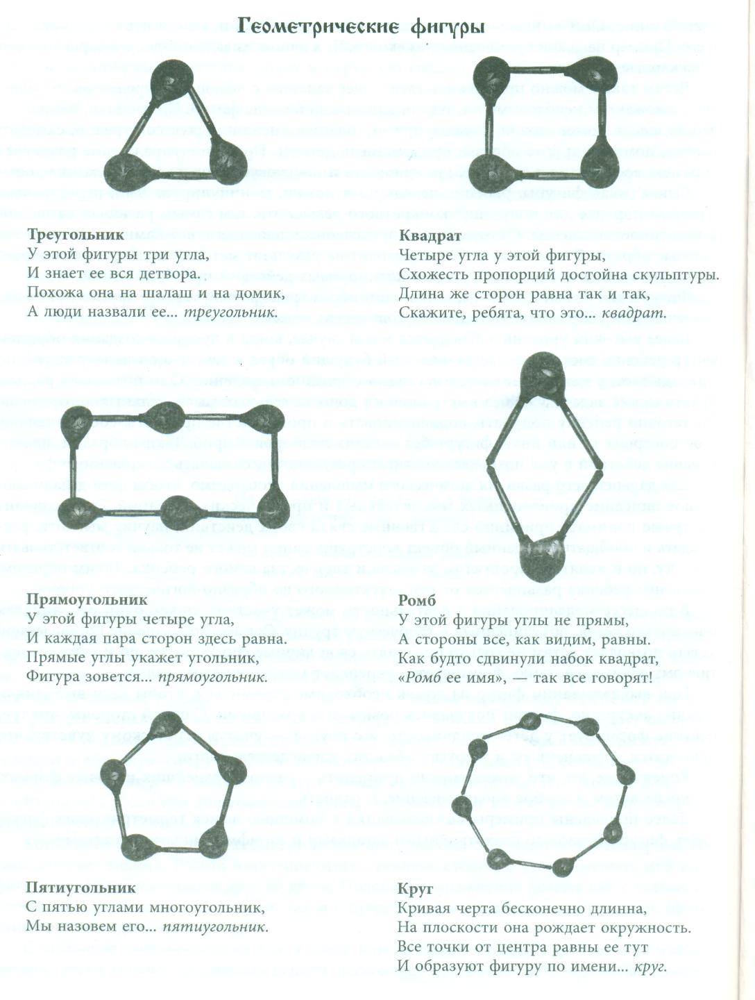 Геометрические фигуры
Треугольник
У этой фигуры три угла,
И знает ее вся детвора.
Похожа она на шалаш и на домик,
А люди назвали ее... треугольник.
Квадрат
Четыре угла у этой фигуры,
Схожесть пропорций достойна скульптуры.
Длина же сторон равна так и так,
Скажите, ребята, что это... квадрат.
Прямоугольник
У этой фигуры четыре угла,
И каждая пара сторон здесь равна.
Прямые углы укажет угольник,
Фигура зовется... прямоугольник.
Ромб
У этой фигуры углы не прямы,
А стороны все, как видим, равны.
Как будто сдвинули набок квадрат,
«Ромб ее имя», — так все говорят!
Пятиугольник
С пятью углами многоугольник,
Мы назовем его... пятиугольник.
Круг
Кривая черта бесконечно длинна,
На плоскости она рождает окружность.
Все точки от центра равны ее тут
И образуют фигуру по имени... круг.